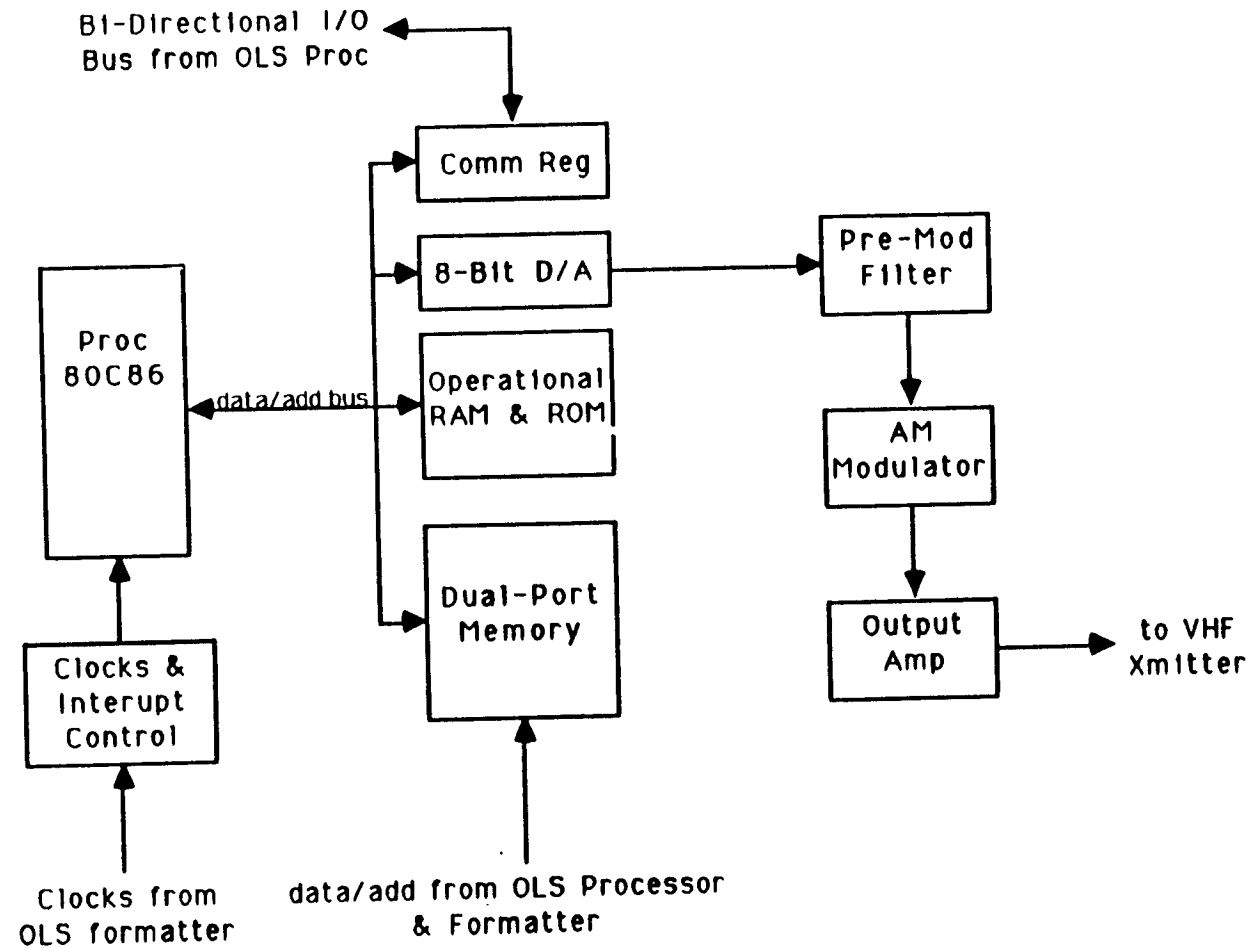 Bi-Directional I/O
Bus from OLS Proc
Comm Reg
8-Bit D/A
Pre-Mod
Filter
Proc
80C86
data/add bus
Operational
RAM & ROM
AM
Modulator
Dual-Port
Memory
Output
Amp
to VHF
Xmitter
Clocks &
Interupt
Control
Clocks from
OLS formatter
data/add from OLS Processor
& Formatter